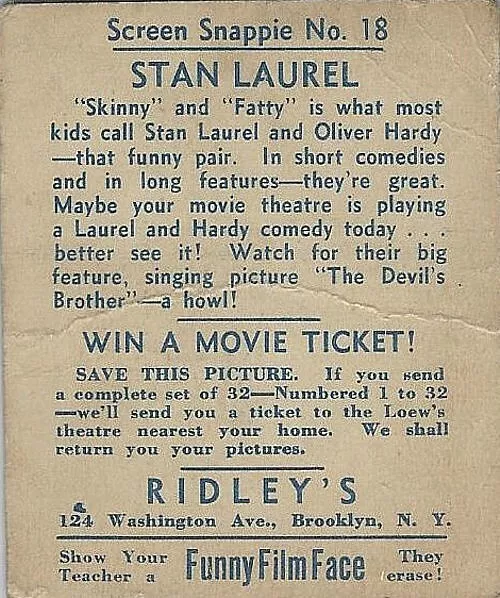 Screen Snappie No. 18
STAN LAUREL
"Skinny" and "Fatty" is what most
kids call Stan Laurel and Oliver Hardy
—that funny pair. In short comedies
and in long features—they're great.
Maybe your movie theatre is playing
a Laurel and Hardy comedy today . . .
better see it! Watch for their big
feature, singing picture "The Devil's
Brother"—a howl!
WIN A MOVIE TICKET!
SAVE THIS PICTURE. If you send
a complete set of 32—Numbered 1 to 32
—we'll send you a ticket to the Loew's
theatre nearest your home. We shall
return you your pictures.
RIDLEY'S
124 Washington Ave., Brooklyn, N. Y.
Show Your Teacher a
Funny Film Face
They erase!